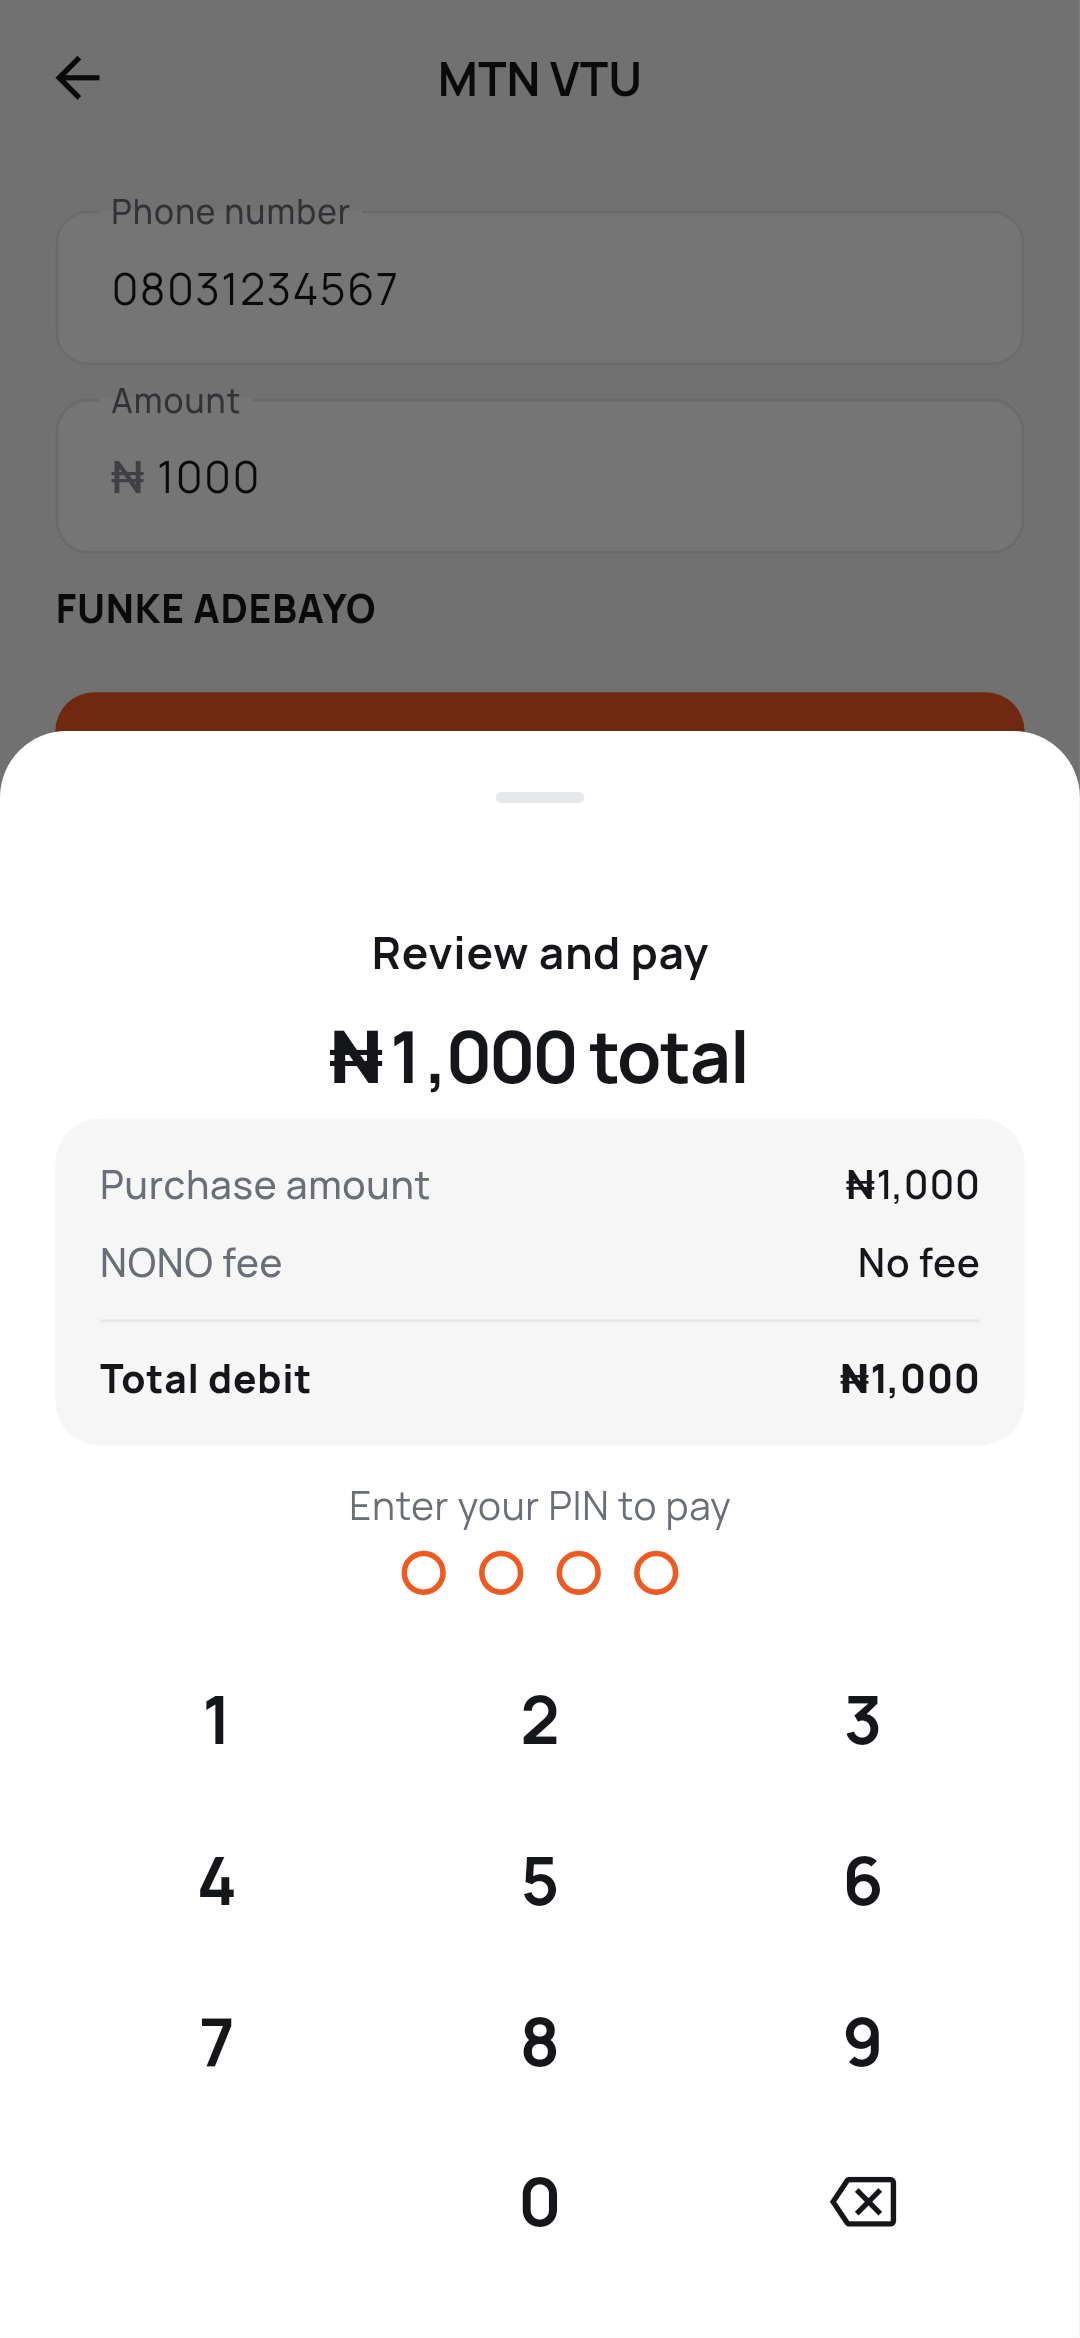 MTN VTU
Phone number
08031234567
Amount
₦ 1000
FUNKE ADEBAYO
Review and pay
₦1,000 total
Purchase amount ₦1,000
NONO fee No fee
Total debit ₦1,000
Enter your PIN to pay
1 2 3
4 5 6
7 8 9
0